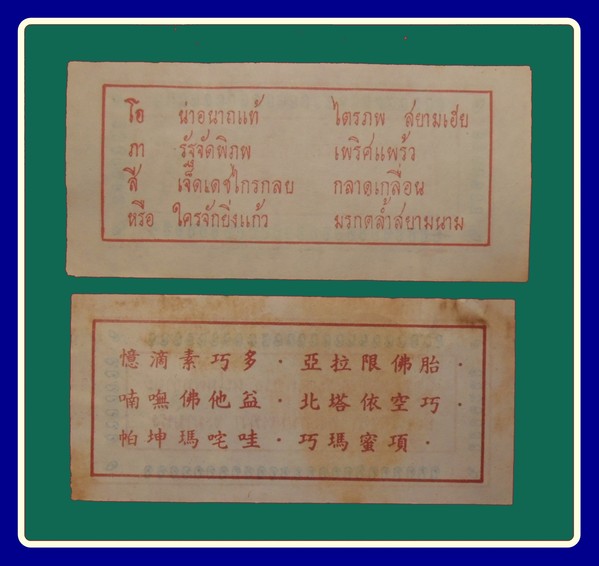 โอ น่าอนาถแท้ ไตรภพ สยามเฮย
ภา รัฐจัดพิภพ เพริศแพร้ว
สี เจ็ดเดชไกรกลย กลาดเกลื่อน
หรือ ใครจักยิ่งแก้ว มรกตล้ำสยามนาม
憶滴素巧多·亞拉限佛胎·
喃嘸佛他益·北塔依空巧·
帕坤瑪咤哇·巧瑪蜜項·